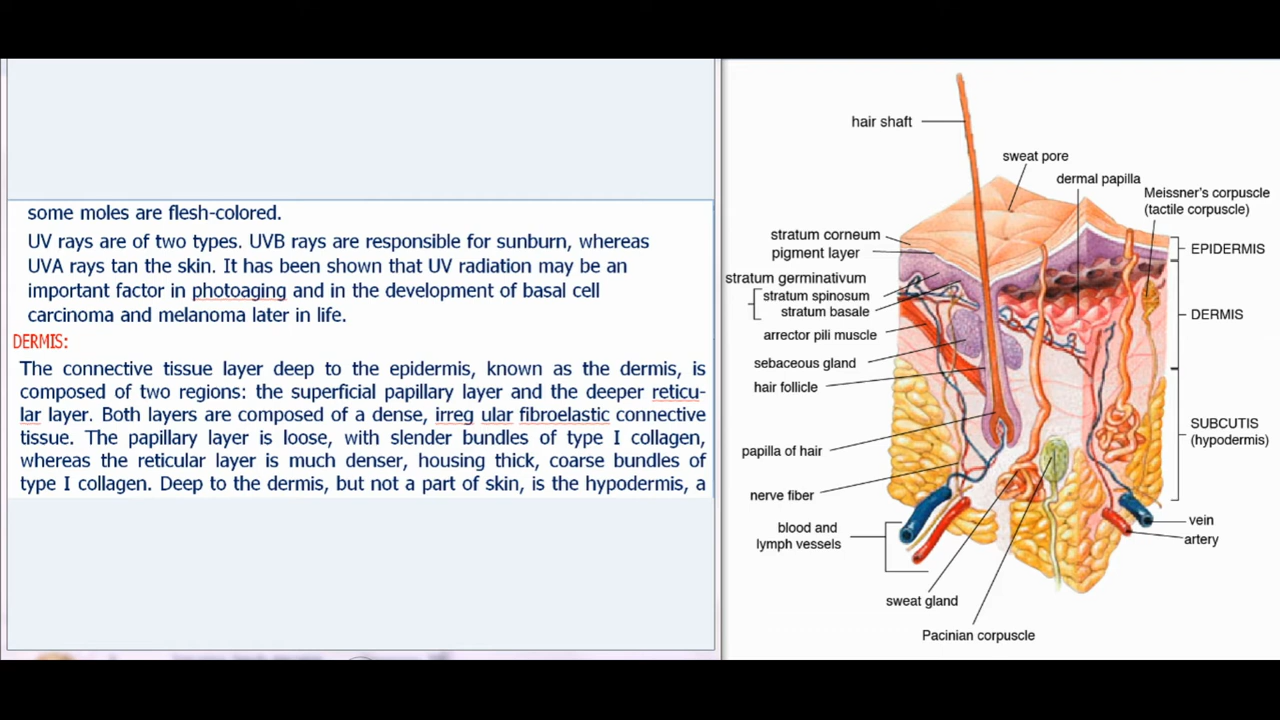 some moles are flesh-colored.
UV rays are of two types. UVB rays are responsible for sunburn, whereas
UVA rays tan the skin. It has been shown that UV radiation may be an
important factor in photoaging and in the development of basal cell
carcinoma and melanoma later in life.
DERMIS:
The connective tissue layer deep to the epidermis, known as the dermis, is
composed of two regions: the superficial papillary layer and the deeper reticu-
lar layer. Both layers are composed of a dense, irreg ular fibroelastic connective
tissue. The papillary layer is loose, with slender bundles of type I collagen,
whereas the reticular layer is much denser, housing thick, coarse bundles of
type I collagen. Deep to the dermis, but not a part of skin, is the hypodermis, a
hair shaft
sweat pore
dermal papilla
Meissner's corpuscle
(tactile corpuscle)
stratum corneum
pigment layer
stratum germinativum
stratum spinosum
stratum basale
arrector pili muscle
sebaceous gland
hair follicle
papilla of hair
nerve fiber
blood and
lymph vessels
sweat gland
Pacinian corpuscle
EPIDERMIS
DERMIS
SUBCUTIS
(hypodermis)
vein
artery